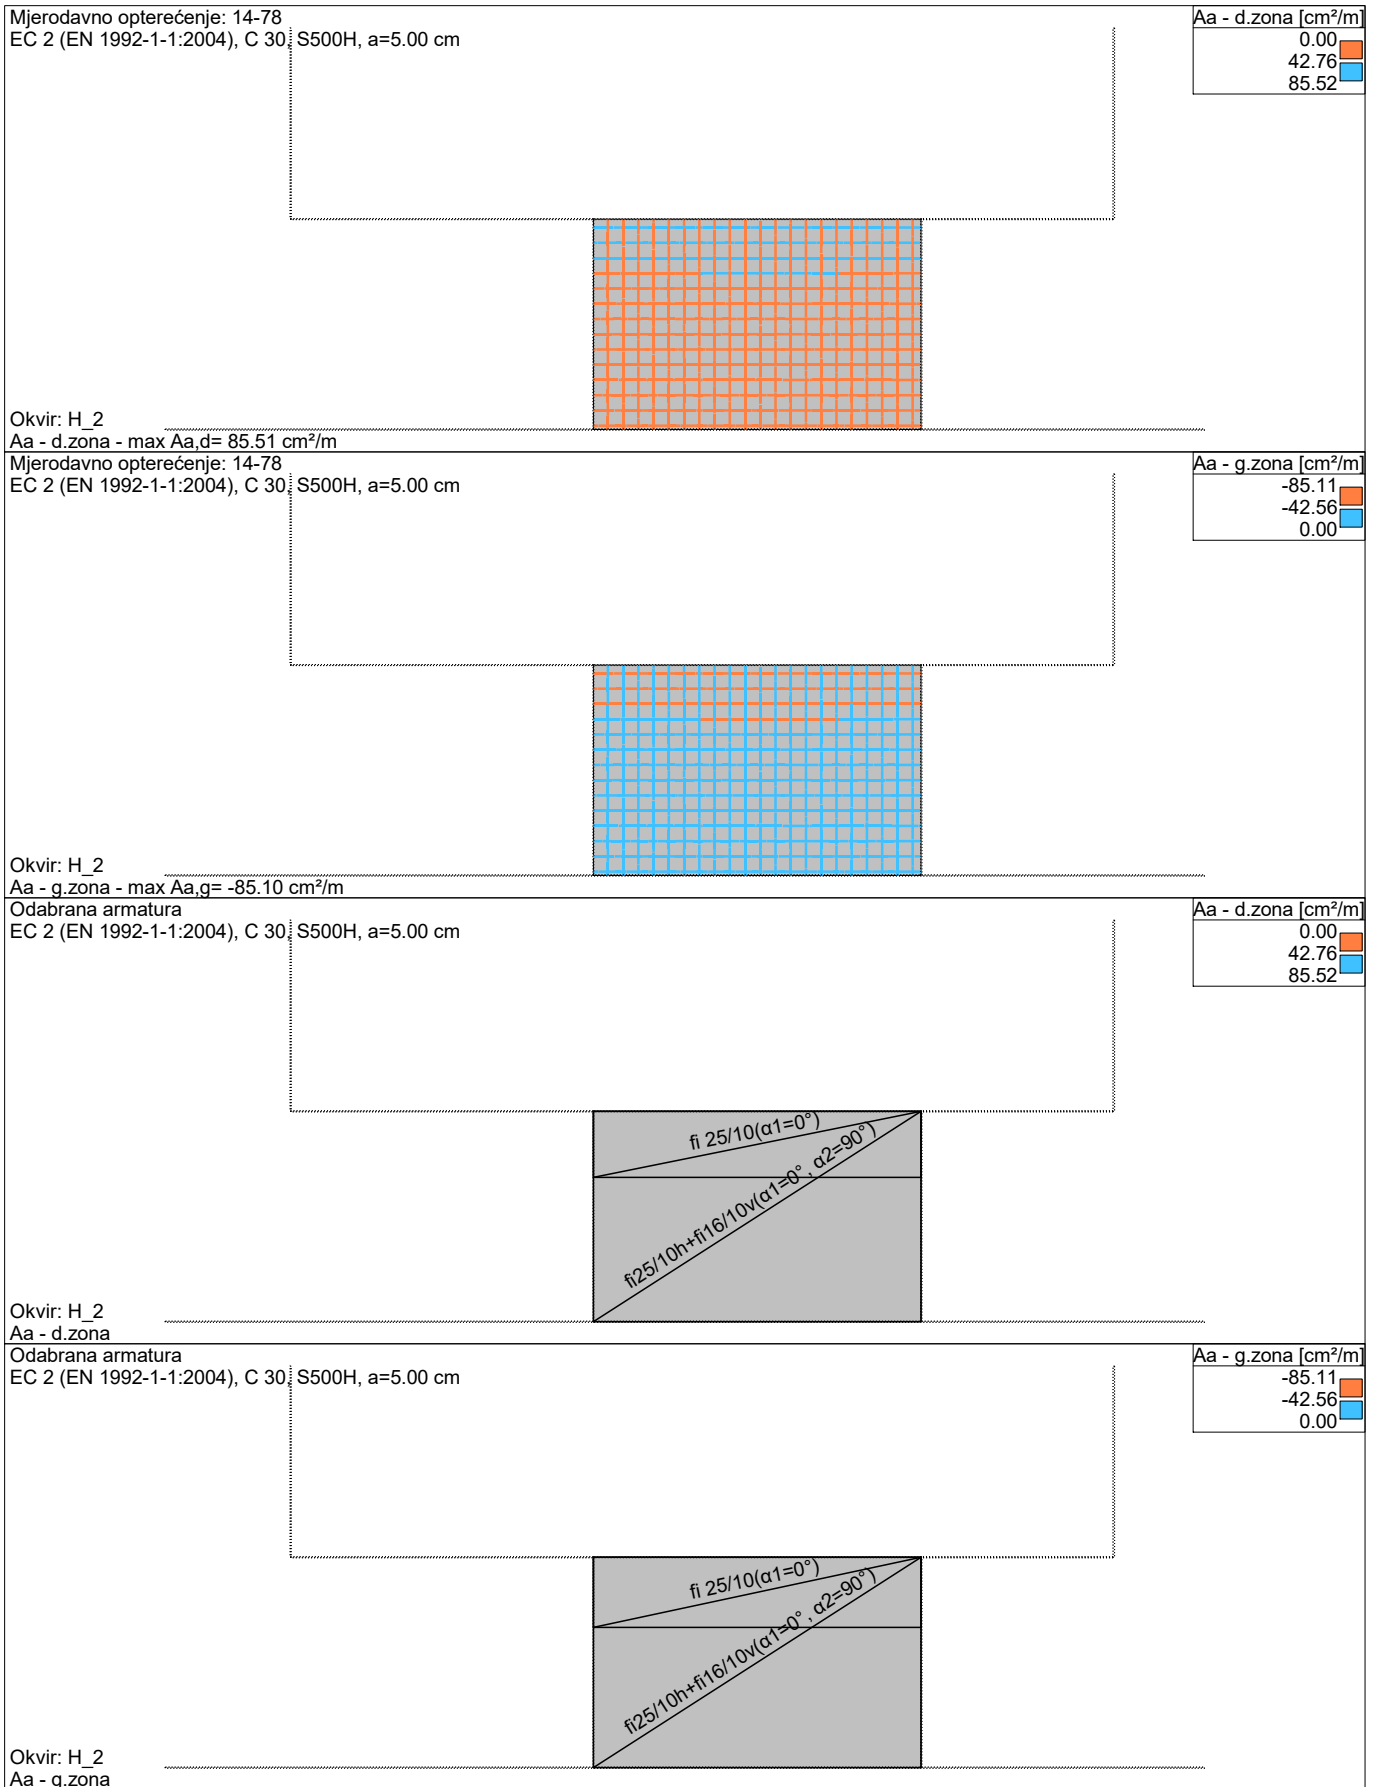 Mjerodavno opterećenje: 14-78
EC 2 (EN 1992-1-1:2004), C 30, S500H, a=5.00 cm
Aa - d.zona [cm²/m]
0.00
42.76
85.52
Okvir: H_2
Aa - d.zona - max Aa,d= 85.51 cm²/m
Mjerodavno opterećenje: 14-78
EC 2 (EN 1992-1-1:2004), C 30, S500H, a=5.00 cm
Aa - g.zona [cm²/m]
-85.11
-42.56
0.00
Okvir: H_2
Aa - g.zona - max Aa,g= -85.10 cm²/m
Odabrana armatura
EC 2 (EN 1992-1-1:2004), C 30, S500H, a=5.00 cm
Aa - d.zona [cm²/m]
0.00
42.76
85.52
fi 25/10(α1=0°)
fi25/10h+fi16/10v(α1=0° , α2=90°)
Okvir: H_2
Aa - d.zona
Odabrana armatura
EC 2 (EN 1992-1-1:2004), C 30, S500H, a=5.00 cm
Aa - g.zona [cm²/m]
-85.11
-42.56
0.00
fi 25/10(α1=0°)
fi25/10h+fi16/10v(α1=0° , α2=90°)
Okvir: H_2
Aa - g.zona